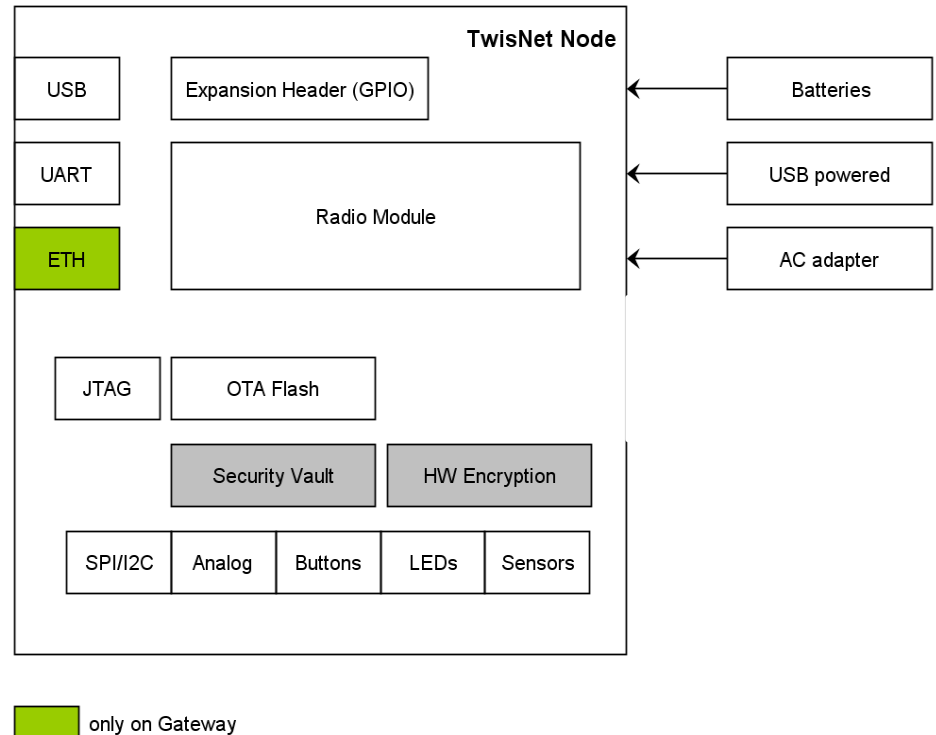 TwisNet Node
USB
Expansion Header (GPIO)
Batteries
UART
Radio Module
USB powered
ETH
AC adapter
JTAG
OTA Flash
Security Vault
HW Encryption
SPI/I2C
Analog
Buttons
LEDs
Sensors
only on Gateway